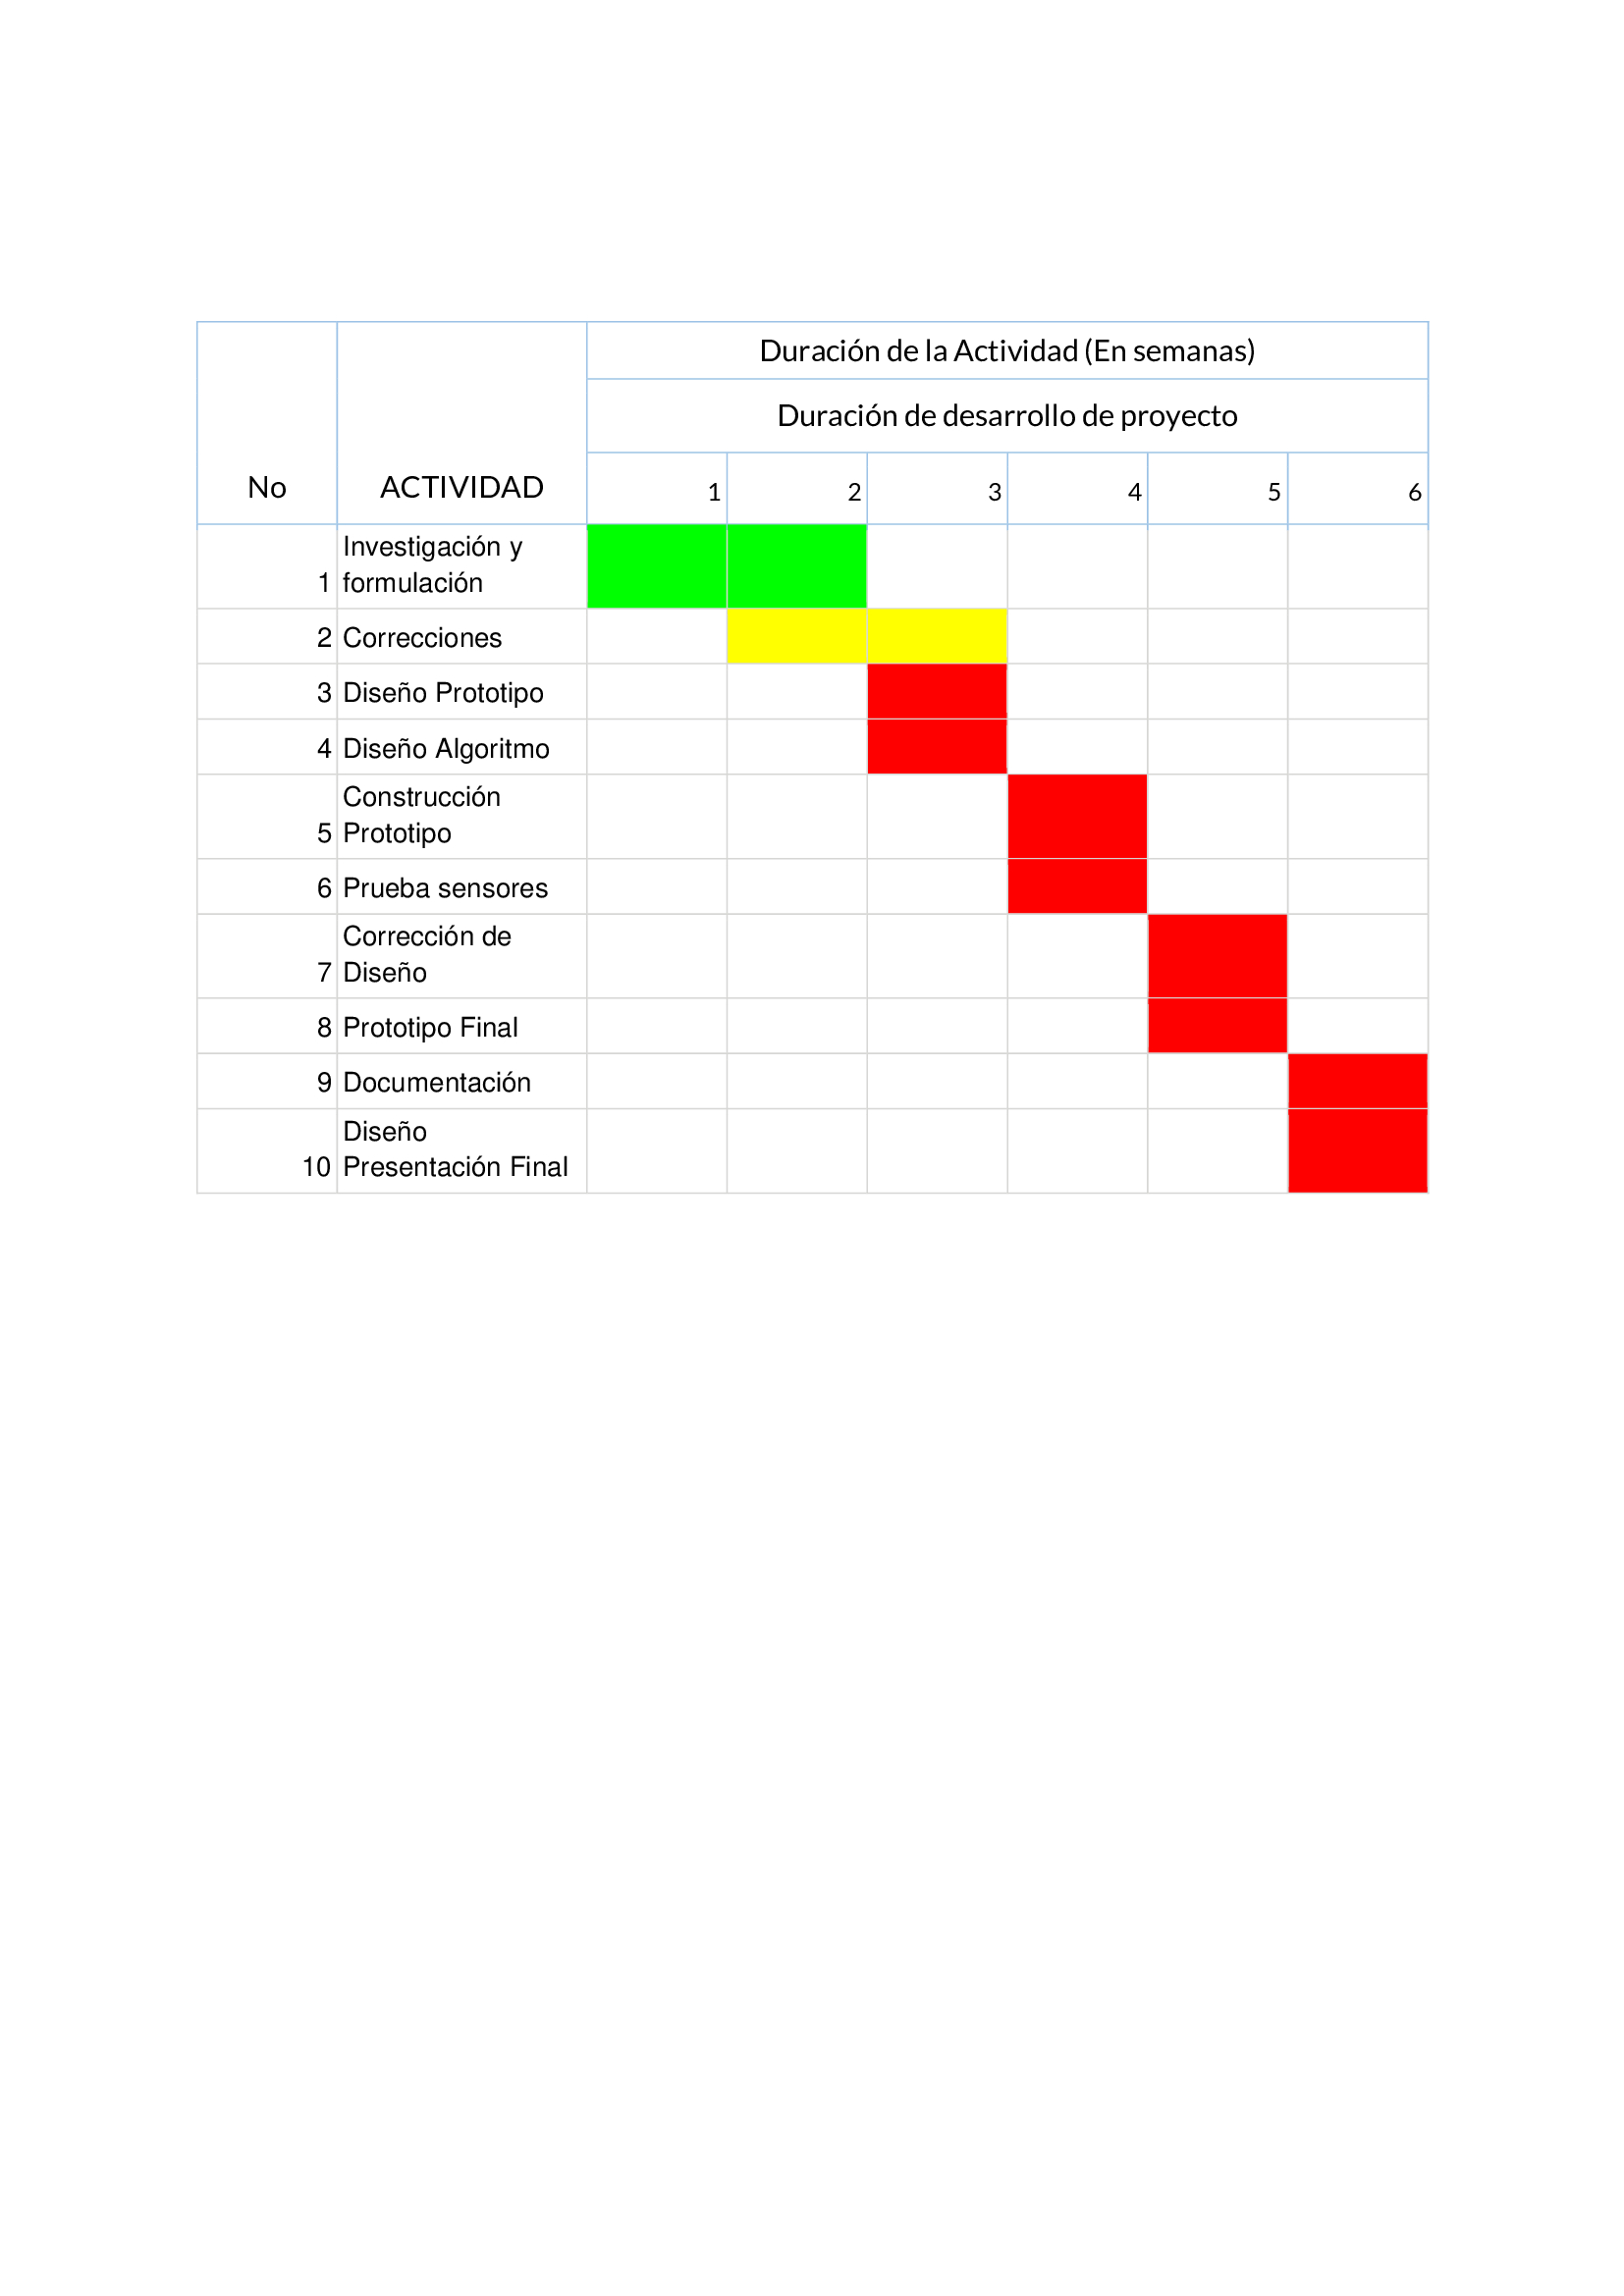 Duración de la Actividad (En semanas)
Duración de desarrollo de proyecto
No ACTIVIDAD 1 2 3 4 5 6
Investigación y
1 formulación
2 Correcciones
3 Diseño Prototipo
4 Diseño Algoritmo
Construcción
5 Prototipo
6 Prueba sensores
Corrección de
7 Diseño
8 Prototipo Final
9 Documentación
Diseño
10 Presentación Final